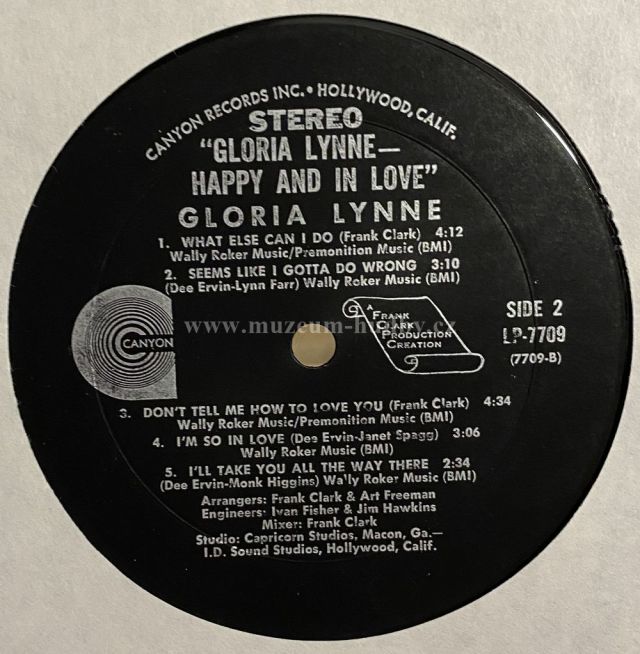 CANYON RECORDS INC. • HOLLYWOOD, CALIF.
STEREO
"GLORIA LYNNE—
HAPPY AND IN LOVE"
GLORIA LYNNE
1. WHAT ELSE CAN I DO (Frank Clark) 4:12
Wally Roker Music/Premonition Music (BMI)
2. SEEMS LIKE I GOTTA DO WRONG 3:10
(Dee Ervin-Lynn Farr) Wally Roker Music (BMI)
CANYON
A
FRANK
CLARK
PRODUCTION
CREATION
SIDE 2
LP-7709
(7709-B)
www.muzeum-hudby.cz
3. DON'T TELL ME HOW TO LOVE YOU (Frank Clark) 4:34
Wally Roker Music/Premonition Music (BMI)
4. I'M SO IN LOVE (Dee Ervin-Janet Spagg) 3:06
Wally Roker Music (BMI)
5. I'LL TAKE YOU ALL THE WAY THERE 2:34
(Dee Ervin-Monk Higgins) Wally Roker Music (BMI)
Arrangers: Frank Clark & Art Freeman
Engineers: Ivan Fisher & Jim Hawkins
Mixer: Frank Clark
Studio: Capricorn Studios, Macon, Ga.—
I.D. Sound Studios, Hollywood, Calif.